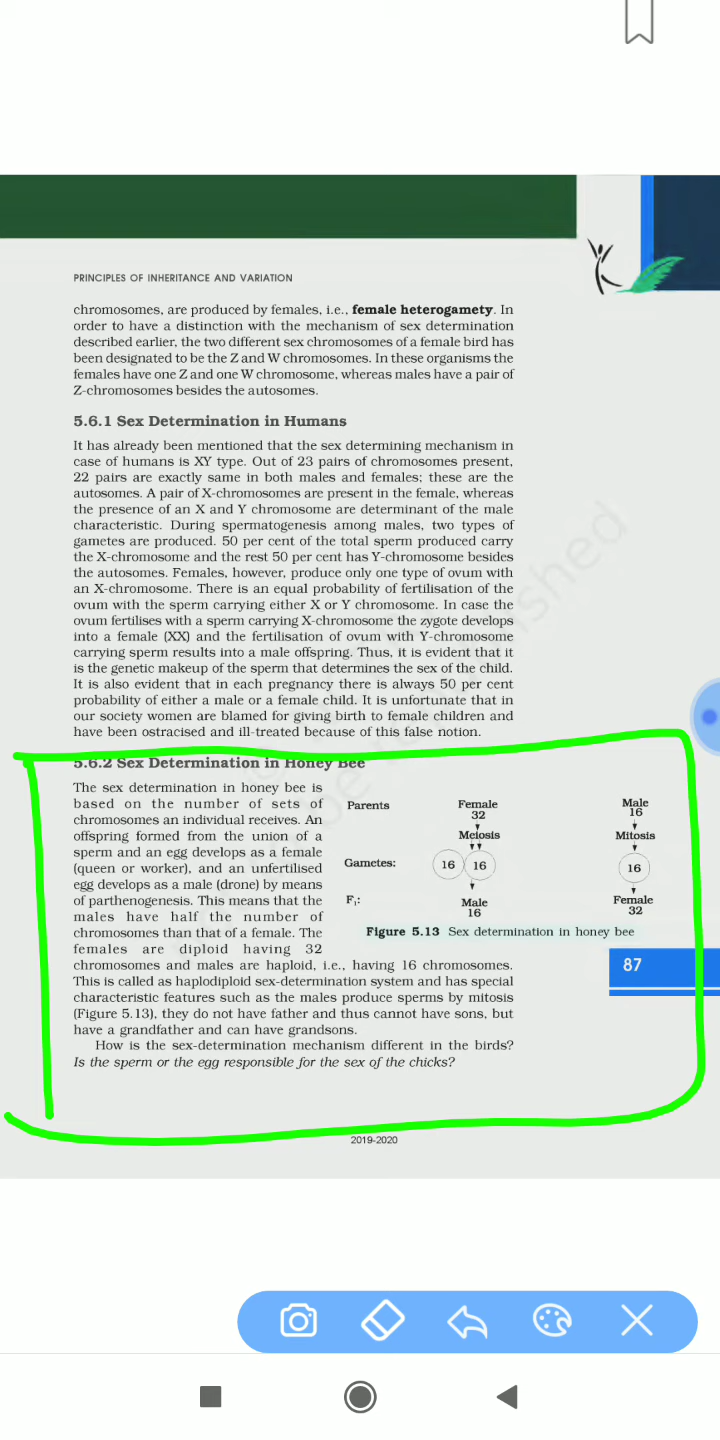 PRINCIPLES OF INHERITANCE AND VARIATION
chromosomes, are produced by females, i.e., female heterogamety. In
order to have a distinction with the mechanism of sex determination
described earlier, the two different sex chromosomes of a female bird has
been designated to be the Z and W chromosomes. In these organisms the
females have one Z and one W chromosome, whereas males have a pair of
Z-chromosomes besides the autosomes.
5.6.1 Sex Determination in Humans
It has already been mentioned that the sex determining mechanism in
case of humans is XY type. Out of 23 pairs of chromosomes present,
22 pairs are exactly same in both males and females; these are the
autosomes. A pair of X-chromosomes are present in the female, whereas
the presence of an X and Y chromosome are determinant of the male
characteristic. During spermatogenesis among males, two types of
gametes are produced. 50 per cent of the total sperm produced carry
the X-chromosome and the rest 50 per cent has Y-chromosome besides
the autosomes. Females, however, produce only one type of ovum with
an X-chromosome. There is an equal probability of fertilisation of the
ovum with the sperm carrying either X or Y chromosome. In case the
ovum fertilises with a sperm carrying X-chromosome the zygote develops
into a female (XX) and the fertilisation of ovum with Y-chromosome
carrying sperm results into a male offspring. Thus, it is evident that it
is the genetic makeup of the sperm that determines the sex of the child.
It is also evident that in each pregnancy there is always 50 per cent
probability of either a male or a female child. It is unfortunate that in
our society women are blamed for giving birth to female children and
have been ostracised and ill-treated because of this false notion.
5.6.2 Sex Determination in Honey Bee
The sex determination in honey bee is
based on the number of sets of
chromosomes an individual receives. An
offspring formed from the union of a
sperm and an egg develops as a female
(queen or worker), and an unfertilised
egg develops as a male (drone) by means
of parthenogenesis. This means that the
males have half the number of
chromosomes than that of a female. The
females are diploid having 32
chromosomes and males are haploid, i.e., having 16 chromosomes.
This is called as haplodiploid sex-determination system and has special
characteristic features such as the males produce sperms by mitosis
(Figure 5.13), they do not have father and thus cannot have sons, but
have a grandfather and can have grandsons.
How is the sex-determination mechanism different in the birds?
Is the sperm or the egg responsible for the sex of the chicks?
Parents Female Male
32 16
Meiosis Mitosis
Gametes: 16 16 16
F₁: Male Female
16 32
Figure 5.13 Sex determination in honey bee
87
2019-2020